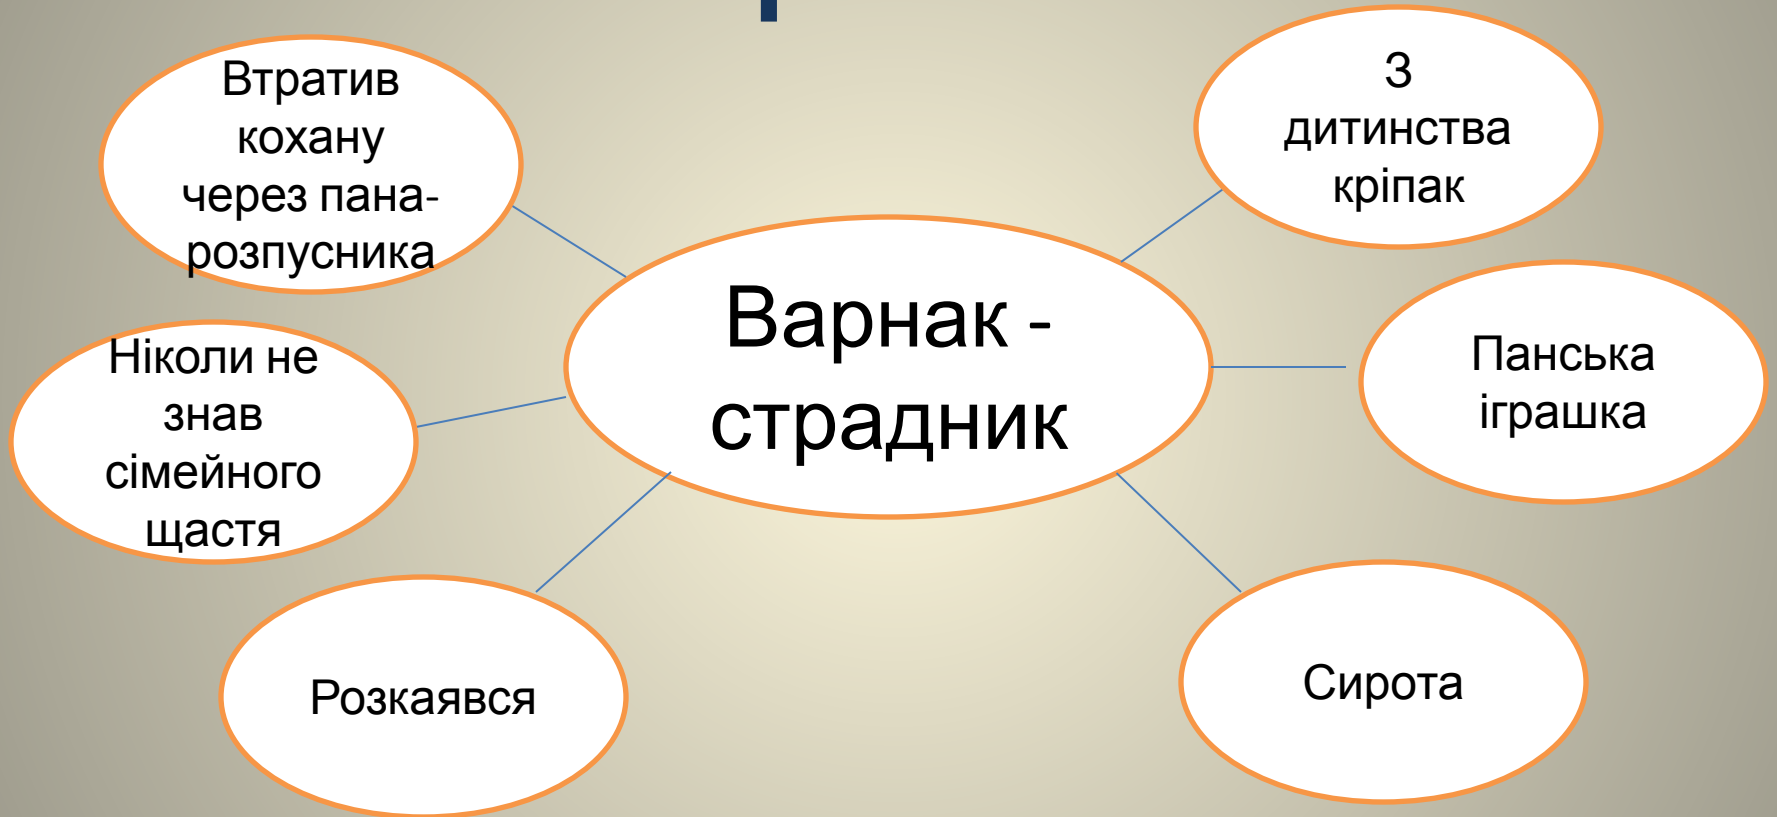 Втратив
кохану
через пана-
розпусника
З
дитинства
кріпак
Варнак -
страдник
Ніколи не
знав
сімейного
щастя
Панська
іграшка
Розкаявся
Сирота